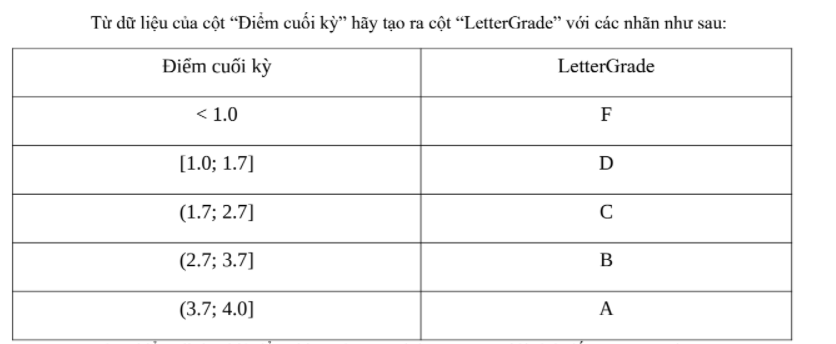 Từ dữ liệu của cột “Điểm cuối kỳ” hãy tạo ra cột “LetterGrade” với các nhãn như sau:
Điểm cuối kỳ LetterGrade
< 1.0 F
[1.0; 1.7] D
(1.7; 2.7] C
(2.7; 3.7] B
(3.7; 4.0] A